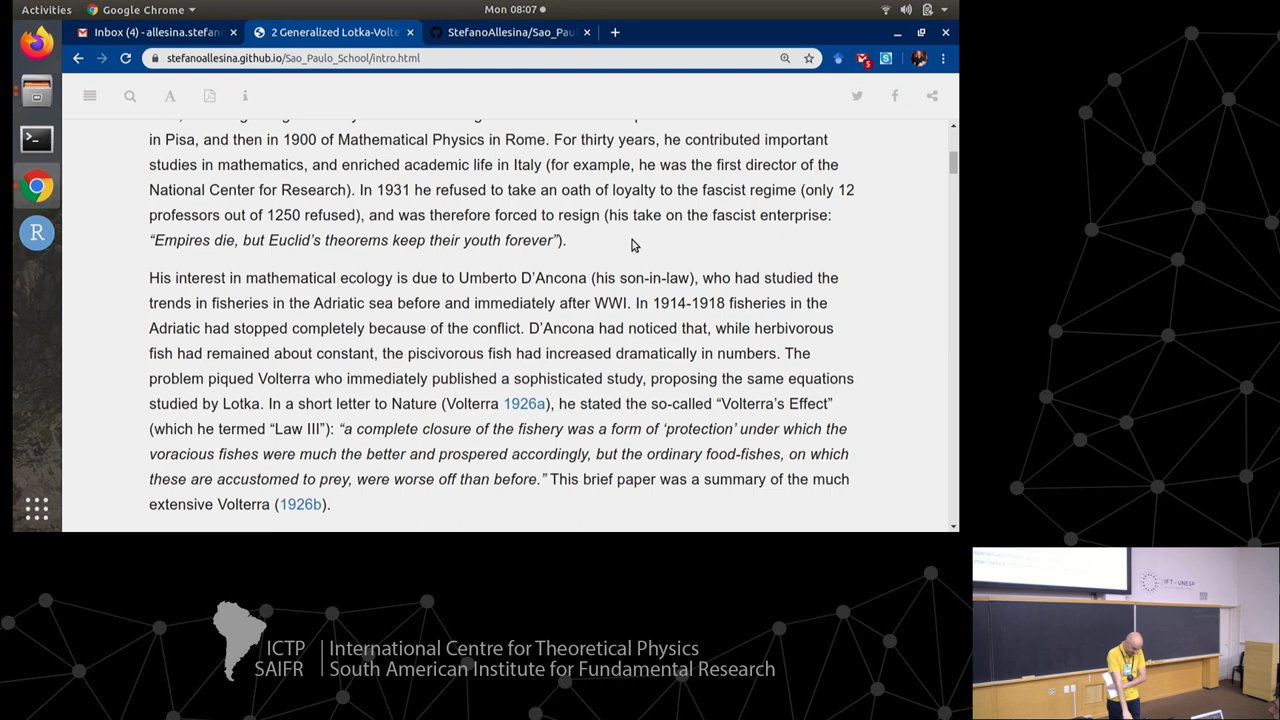 Activities
Google Chrome
Mon 08:07
Inbox (4) - allesina.stefan
2 Generalized Lotka-Volte
StefanoAllesina/Sao_Pau
stefanoallesina.github.io/Sao_Paulo_School/intro.html
5
in Pisa, and then in 1900 of Mathematical Physics in Rome. For thirty years, he contributed important
studies in mathematics, and enriched academic life in Italy (for example, he was the first director of the
National Center for Research). In 1931 he refused to take an oath of loyalty to the fascist regime (only 12
professors out of 1250 refused), and was therefore forced to resign (his take on the fascist enterprise:
“Empires die, but Euclid’s theorems keep their youth forever”).
His interest in mathematical ecology is due to Umberto D’Ancona (his son-in-law), who had studied the
trends in fisheries in the Adriatic sea before and immediately after WWI. In 1914-1918 fisheries in the
Adriatic had stopped completely because of the conflict. D’Ancona had noticed that, while herbivorous
fish had remained about constant, the piscivorous fish had increased dramatically in numbers. The
problem piqued Volterra who immediately published a sophisticated study, proposing the same equations
studied by Lotka. In a short letter to Nature (Volterra 1926a), he stated the so-called “Volterra’s Effect”
(which he termed “Law III”): “a complete closure of the fishery was a form of ‘protection’ under which the
voracious fishes were much the better and prospered accordingly, but the ordinary food-fishes, on which
these are accustomed to prey, were worse off than before.” This brief paper was a summary of the much
extensive Volterra (1926b).
IFT - UNESP
ICTP
SAIFR
International Centre for Theoretical Physics
South American Institute for Fundamental Research